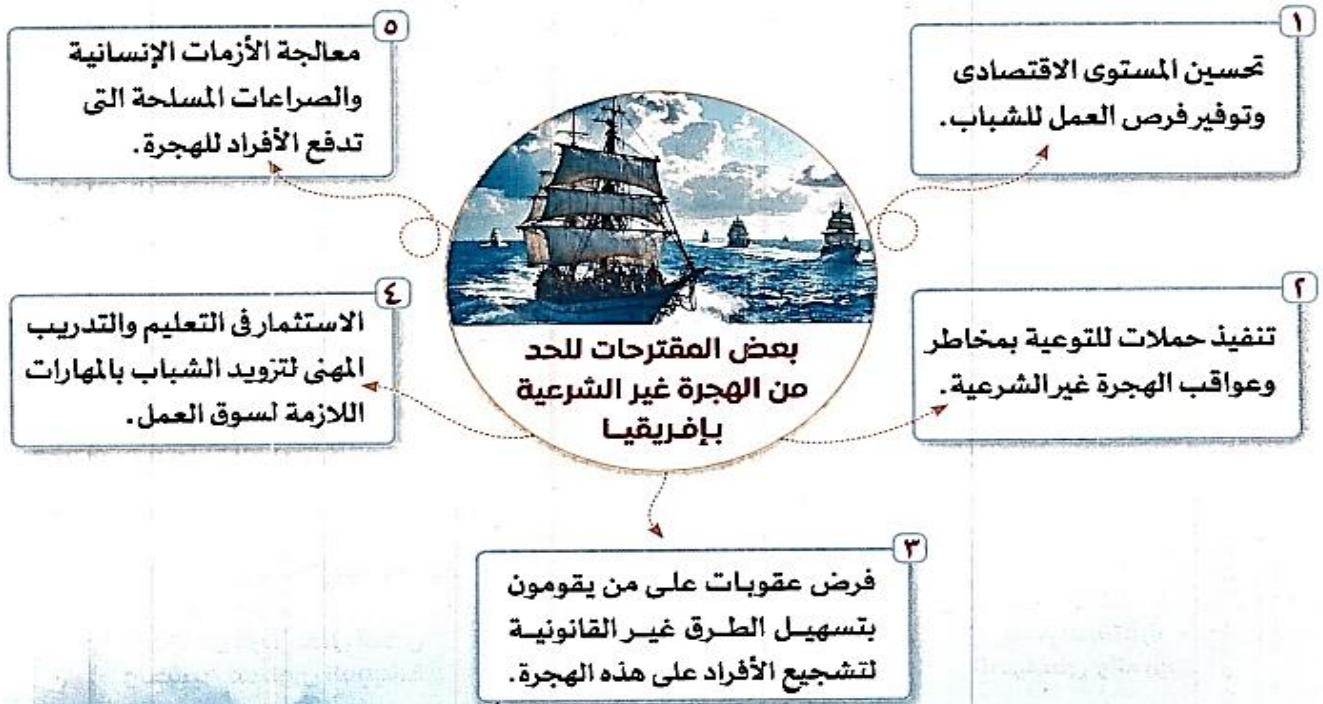 بعض المقترحات للحد
من الهجرة غير الشرعية
بإفريقيا
١
تحسين المستوى الاقتصادى
وتوفير فرص العمل للشباب.
٢
تنفيذ حملات للتوعية بمخاطر
وعواقب الهجرة غير الشرعية.
٣
فرض عقوبات على من يقومون
بتسهيل الطرق غير القانونية
لتشجيع الأفراد على هذه الهجرة.
٤
الاستثمار فى التعليم والتدريب
المهنى لتزويد الشباب بالمهارات
اللازمة لسوق العمل.
٥
معالجة الأزمات الإنسانية
والصراعات المسلحة التى
تدفع الأفراد للهجرة.